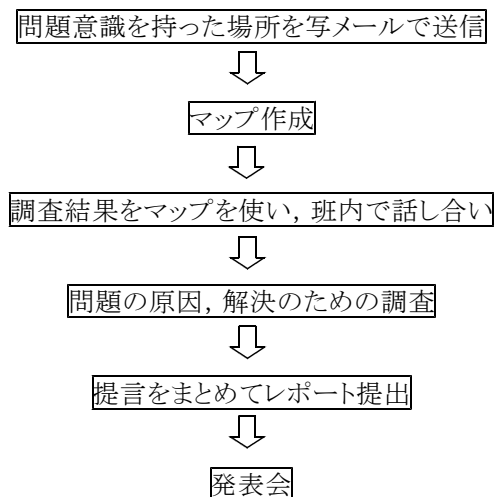 問題意識を持った場所を写メールで送信
マップ作成
調査結果をマップを使い，班内で話し合い
問題の原因，解決のための調査
提言をまとめてレポート提出
発表会